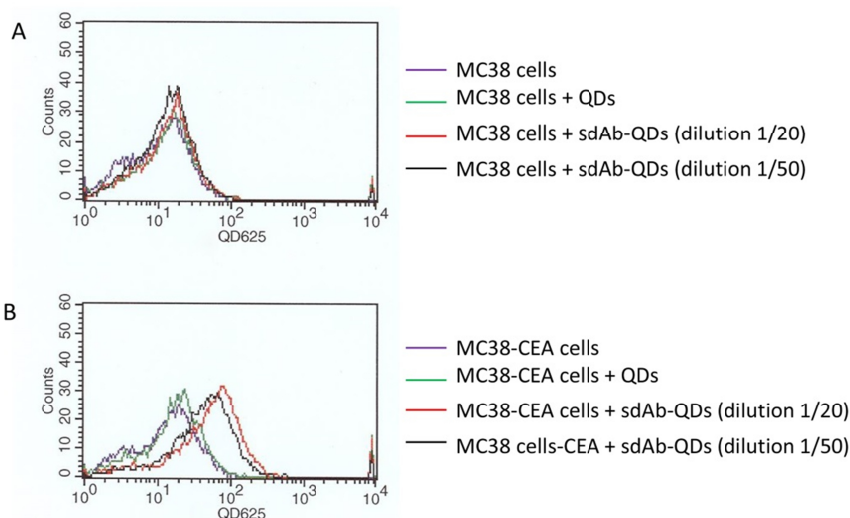 A
60
50
40
30
20
10
0
Counts
10^0 10^1 10^2 10^3 10^4
QD625
MC38 cells
MC38 cells + QDs
MC38 cells + sdAb-QDs (dilution 1/20)
MC38 cells + sdAb-QDs (dilution 1/50)
B
60
50
40
30
20
10
0
Counts
10^0 10^1 10^2 10^3 10^4
QD625
MC38-CEA cells
MC38-CEA cells + QDs
MC38-CEA cells + sdAb-QDs (dilution 1/20)
MC38 cells-CEA + sdAb-QDs (dilution 1/50)